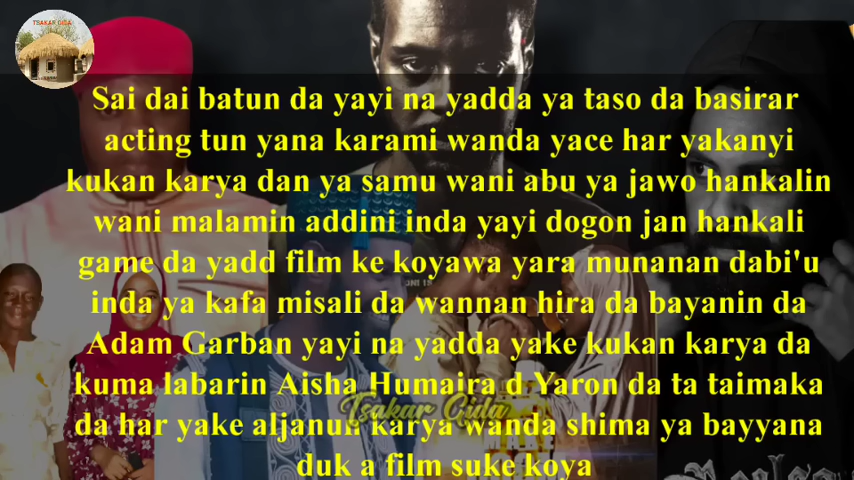 TSAKAR GIDA
Sai dai batun da yayi na yadda ya taso da basirar
acting tun yana karami wanda yace har yakanyi
kukan karya dan ya samu wani abu ya jawo hankalin
wani malamin addini inda yayi dogon jan hankali
game da yadd film ke koyawa yara munanan dabi'u
inda ya kafa misali da wannan hira da bayanin da
Adam Garban yayi na yadda yake kukan karya da
kuma labarin Aisha Humaira d Yaron da ta taimaka
da har yake aljanun karya wanda shima ya bayyana
duk a film suke koya
Tsakar Gida